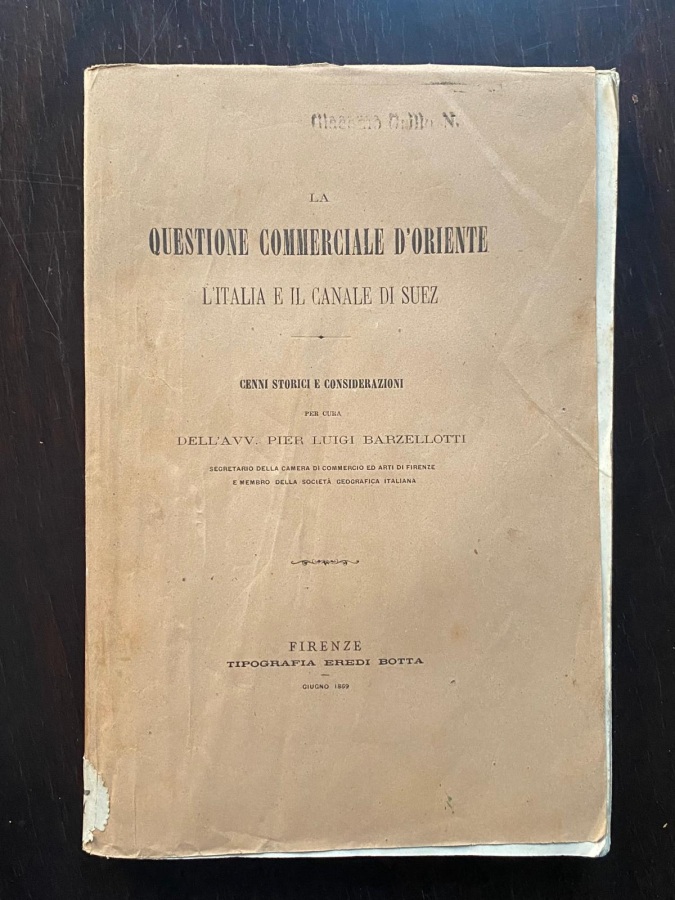 LA
QUESTIONE COMMERCIALE D'ORIENTE
L'ITALIA E IL CANALE DI SUEZ
CENNI STORICI E CONSIDERAZIONI
PER CURA
DELL'AVV. PIER LUIGI BARZELLOTTI
SEGRETARIO DELLA CAMERA DI COMMERCIO ED ARTI DI FIRENZE
E MEMBRO DELLA SOCIETÀ GEOGRAFICA ITALIANA
FIRENZE
TIPOGRAFIA EREDI BOTTA
GIUGNO 1869